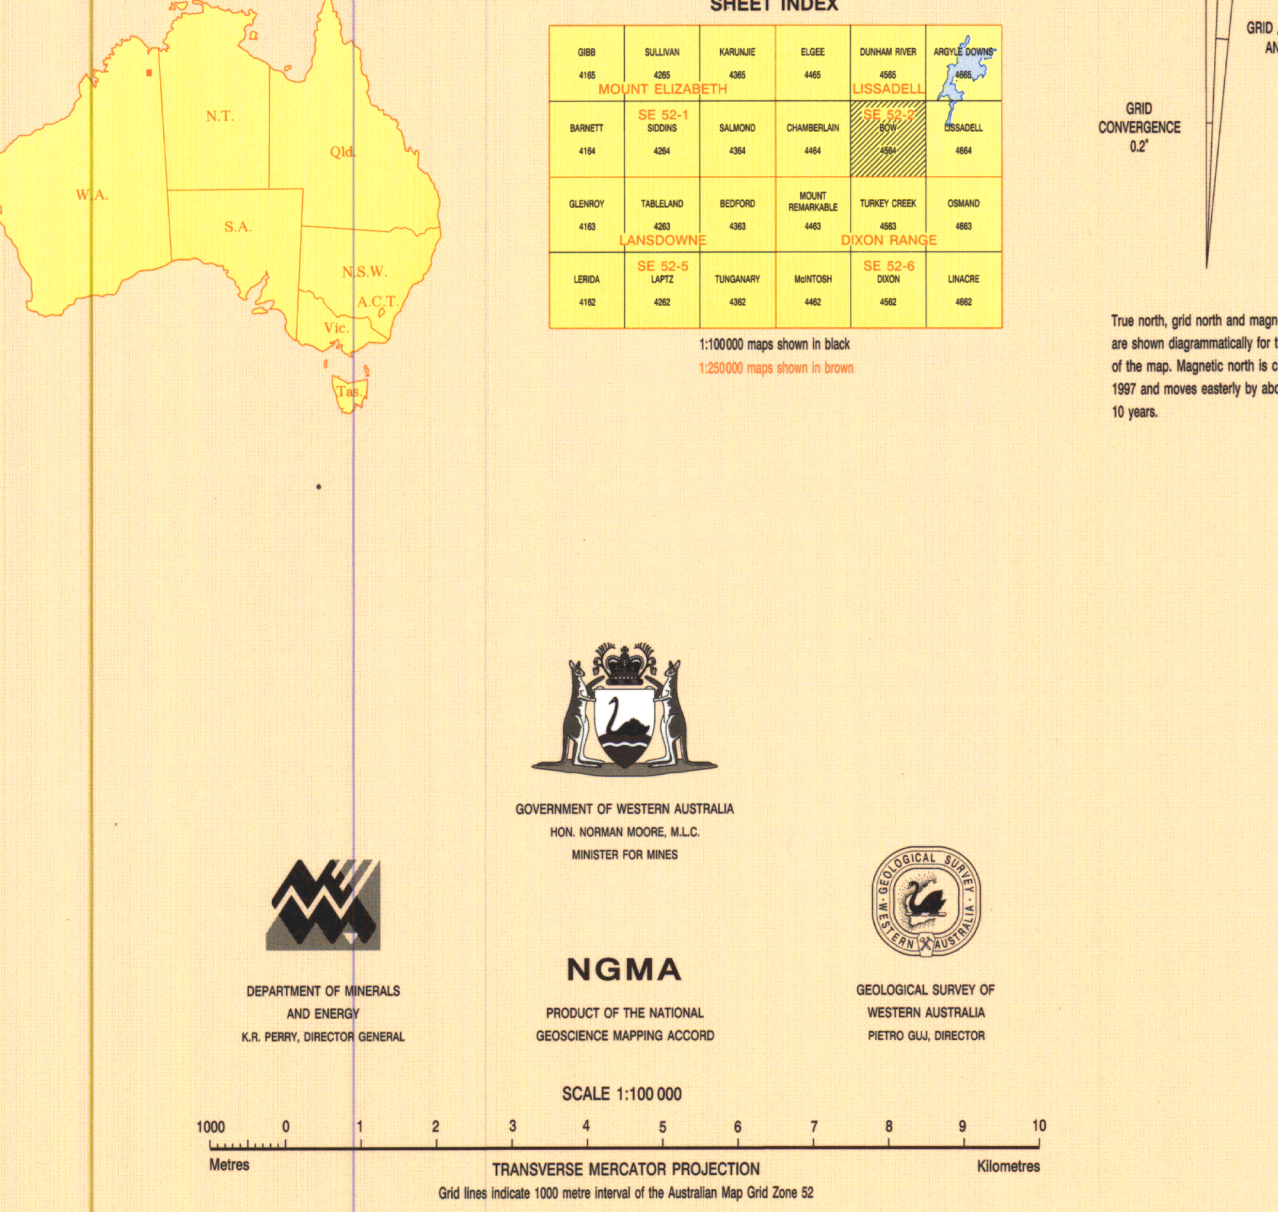 SHEET INDEX
GIBB
SULLIVAN
KARUNJIE
ELGEE
DUNHAM RIVER
ARGYLE DOWNS
4165
4265
4365
4465
4565
4665
MOUNT ELIZABETH
LISSADELL
SE 52-1
SE 52-2
BARNETT
SIDDINS
SALMOND
CHAMBERLAIN
BOW
LISSADELL
4164
4264
4364
4464
4564
4664
GLENROY
TABLELAND
BEDFORD
MOUNT
REMARKABLE
TURKEY CREEK
OSMAND
4163
4263
4363
4463
4563
4663
LANSDOWNE
DIXON RANGE
SE 52-5
SE 52-6
LERIDA
LAPTZ
TUNGANARY
McINTOSH
DIXON
LINACRE
4162
4262
4362
4462
4562
4662
1:100 000 maps shown in black
1:250 000 maps shown in brown
N.T.
Qld.
W.A.
S.A.
N.S.W.
A.C.T.
Vic.
Tas.
GRID
AN
GRID
CONVERGENCE
0.2°
True north, grid north and magn
are shown diagrammatically for t
of the map. Magnetic north is c
1997 and moves easterly by abo
10 years.
GOVERNMENT OF WESTERN AUSTRALIA
HON. NORMAN MOORE, M.L.C.
MINISTER FOR MINES
GEOLOGICAL SURVEY
WESTERN AUSTRALIA
DEPARTMENT OF MINERALS
AND ENERGY
K.R. PERRY, DIRECTOR GENERAL
NGMA
PRODUCT OF THE NATIONAL
GEOSCIENCE MAPPING ACCORD
GEOLOGICAL SURVEY OF
WESTERN AUSTRALIA
PIETRO GUJ, DIRECTOR
SCALE 1:100 000
1000 0 1 2 3 4 5 6 7 8 9 10
Metres
Kilometres
TRANSVERSE MERCATOR PROJECTION
Grid lines indicate 1000 metre interval of the Australian Map Grid Zone 52